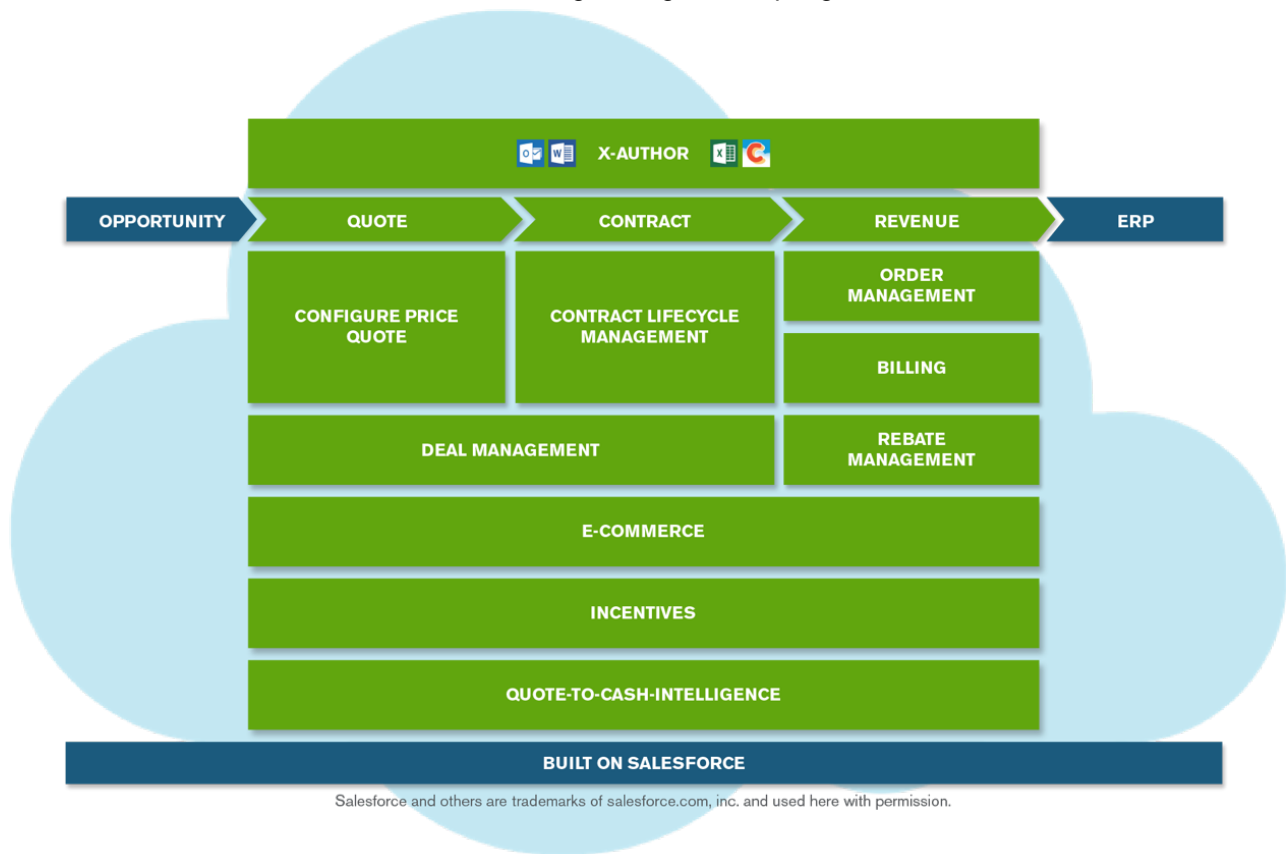 X-AUTHOR
OPPORTUNITY
QUOTE
CONTRACT
REVENUE
ERP
CONFIGURE PRICE
QUOTE
CONTRACT LIFECYCLE
MANAGEMENT
ORDER
MANAGEMENT
BILLING
DEAL MANAGEMENT
REBATE
MANAGEMENT
E-COMMERCE
INCENTIVES
QUOTE-TO-CASH-INTELLIGENCE
BUILT ON SALESFORCE
Salesforce and others are trademarks of salesforce.com, inc. and used here with permission.